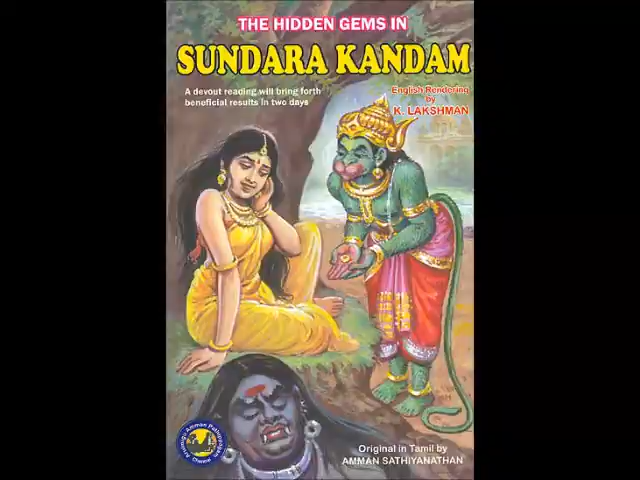 THE HIDDEN GEMS IN
SUNDARA KANDAM
A devout reading will bring forth
beneficial results in two days
English Rendering
by
K. LAKSHMAN
Original in Tamil by
AMMAN SATHIYANATHAN